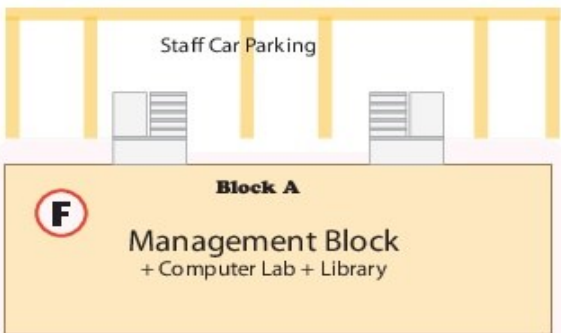 Staff Car Parking
Block A
F
Management Block
+ Computer Lab + Library